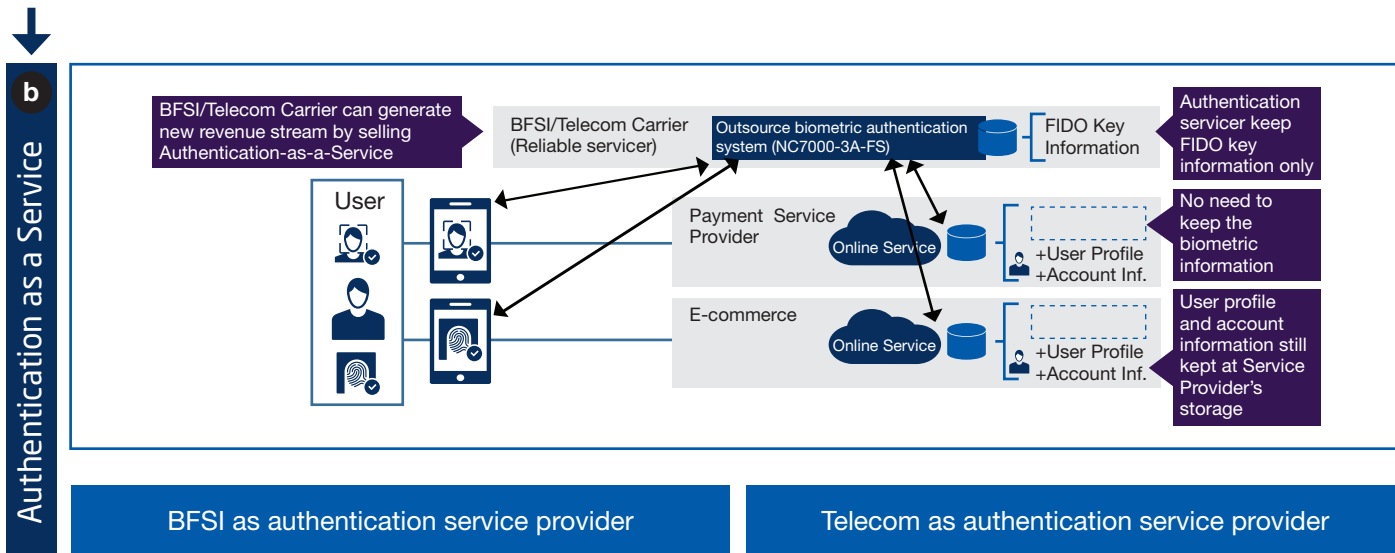 b
Authentication as a Service
BFSI/Telecom Carrier can generate
new revenue stream by selling
Authentication-as-a-Service
BFSI/Telecom Carrier
(Reliable servicer)
Outsource biometric authentication
system (NC7000-3A-FS)
FIDO Key
Information
Authentication
servicer keep
FIDO key
information only
User
Payment Service
Provider
Online Service
+User Profile
+Account Inf.
No need to
keep the
biometric
information
E-commerce
Online Service
+User Profile
+Account Inf.
User profile
and account
information still
kept at Service
Provider’s
storage
BFSI as authentication service provider
Telecom as authentication service provider